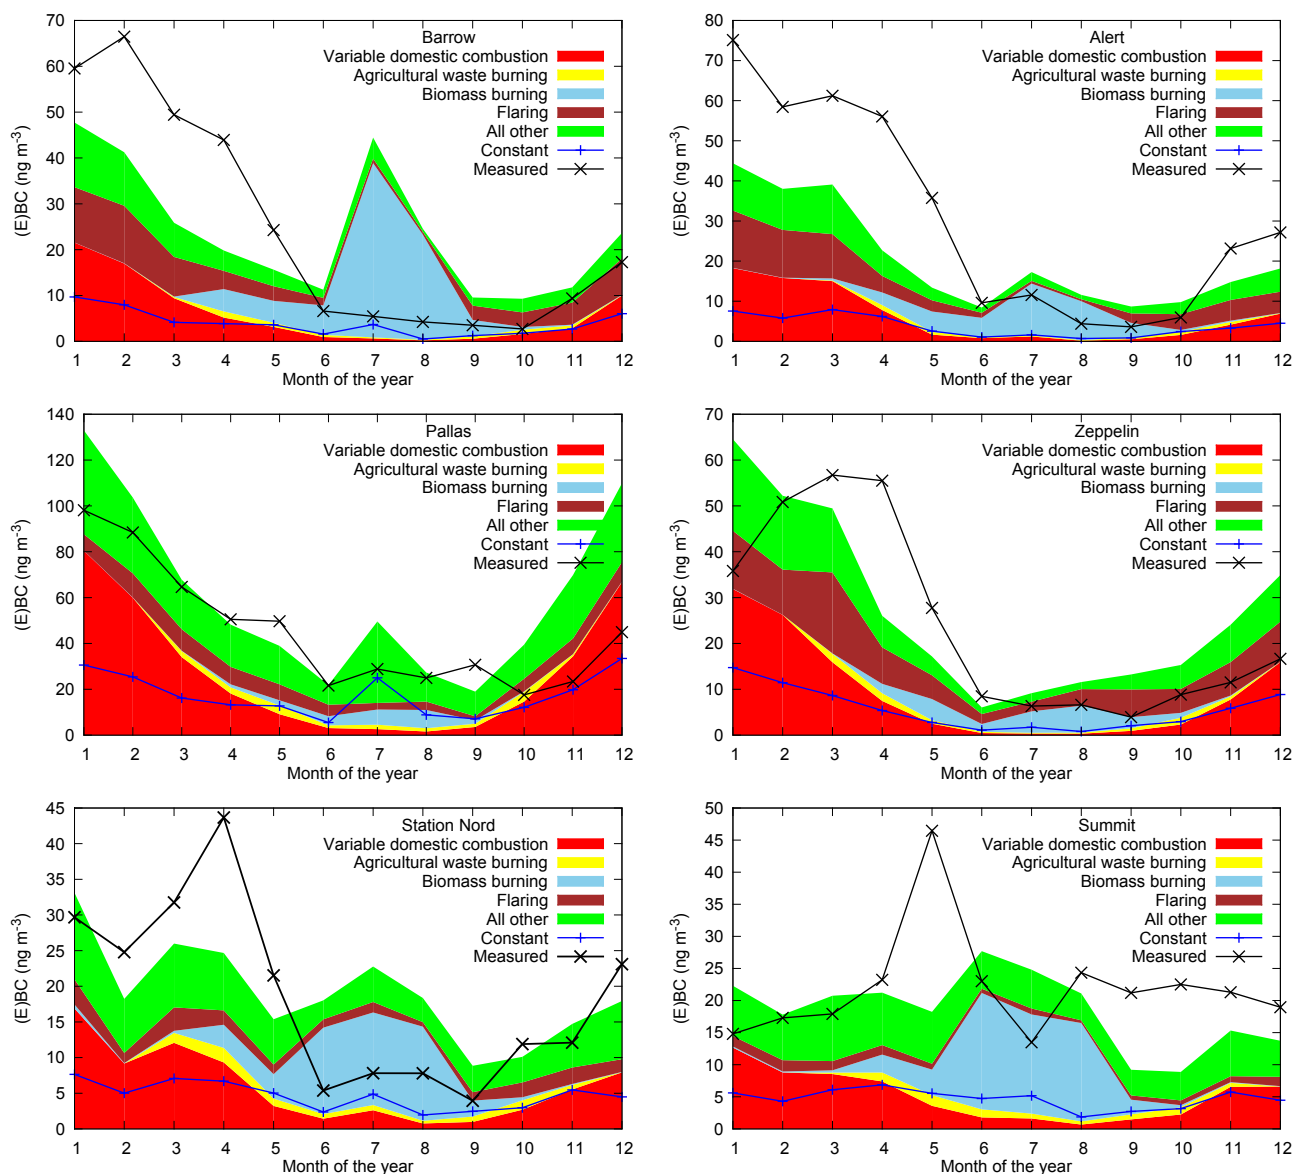 Barrow
Variable domestic combustion
Agricultural waste burning
Biomass burning
Flaring
All other
Constant
Measured
(E)BC (ng m-3)
70
60
50
40
30
20
10
0
1 2 3 4 5 6 7 8 9 10 11 12
Month of the year
Alert
Variable domestic combustion
Agricultural waste burning
Biomass burning
Flaring
All other
Constant
Measured
(E)BC (ng m-3)
80
70
60
50
40
30
20
10
0
1 2 3 4 5 6 7 8 9 10 11 12
Month of the year
Pallas
Variable domestic combustion
Agricultural waste burning
Biomass burning
Flaring
All other
Constant
Measured
(E)BC (ng m-3)
140
120
100
80
60
40
20
0
1 2 3 4 5 6 7 8 9 10 11 12
Month of the year
Zeppelin
Variable domestic combustion
Agricultural waste burning
Biomass burning
Flaring
All other
Constant
Measured
(E)BC (ng m-3)
70
60
50
40
30
20
10
0
1 2 3 4 5 6 7 8 9 10 11 12
Month of the year
Station Nord
Variable domestic combustion
Agricultural waste burning
Biomass burning
Flaring
All other
Constant
Measured
(E)BC (ng m-3)
45
40
35
30
25
20
15
10
5
0
1 2 3 4 5 6 7 8 9 10 11 12
Month of the year
Summit
Variable domestic combustion
Agricultural waste burning
Biomass burning
Flaring
All other
Constant
Measured
(E)BC (ng m-3)
50
45
40
35
30
25
20
15
10
5
0
1 2 3 4 5 6 7 8 9 10 11 12
Month of the year